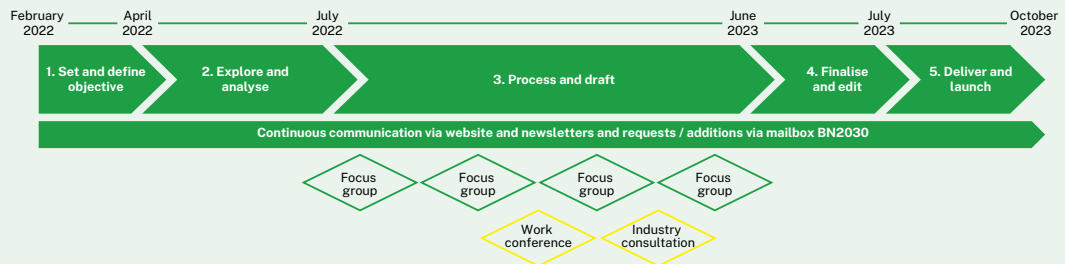 February
2022
April
2022
July
2022
June
2023
July
2023
October
2023
1. Set and define
objective
2. Explore and
analyse
3. Process and draft
4. Finalise
and edit
5. Deliver and
launch
Continuous communication via website and newsletters and requests / additions via mailbox BN2030
Focus
group
Focus
group
Focus
group
Focus
group
Work
conference
Industry
consultation